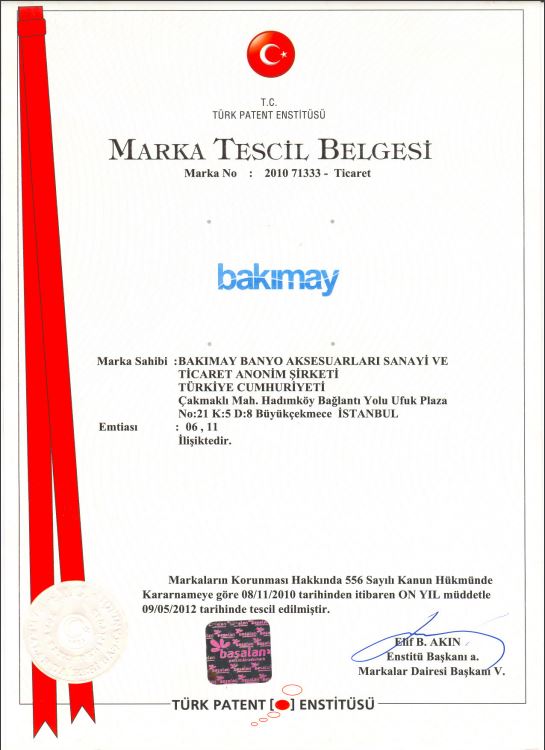 T.C.
TÜRK PATENT ENSTİTÜSÜ
MARKA TESCİL BELGESİ
Marka No : 2010 71333 - Ticaret
bakımay
Marka Sahibi : BAKIMAY BANYO AKSESUARLARI SANAYİ VE
TİCARET ANONİM ŞİRKETİ
TÜRKİYE CUMHURİYETİ
Çakmaklı Mah. Hadımköy Bağlantı Yolu Ufuk Plaza
No:21 K:5 D:8 Büyükçekmece İSTANBUL
Emtiası : 06 , 11
İlişiktedir.
Markaların Korunması Hakkında 556 Sayılı Kanun Hükmünde
Kararnameye göre 08/11/2010 tarihinden itibaren ON YIL müddetle
09/05/2012 tarihinde tescil edilmiştir.
başalan
Elif B. AKIN
Enstitü Başkanı a.
Markalar Dairesi Başkanı V.
TÜRK PATENT [ ] ENSTİTÜSÜ